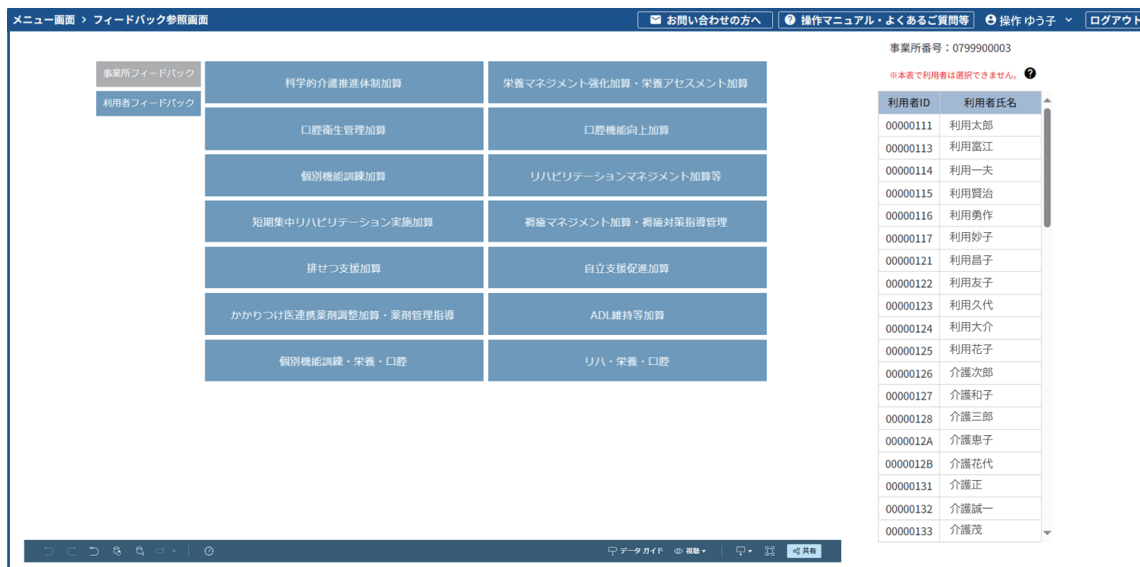 メニュー画面 > フィードバック参照画面
お問い合わせの方へ
操作マニュアル・よくあるご質問等
操作 ゆう子
ログアウト
事業所番号：0799900003
※本表で利用者は選択できません。
事業所フィードバック
利用者フィードバック
科学的介護推進体制加算
栄養マネジメント強化加算・栄養アセスメント加算
口腔衛生管理加算
口腔機能向上加算
個別機能訓練加算
リハビリテーションマネジメント加算等
短期集中リハビリテーション実施加算
褥瘡マネジメント加算・褥瘡対策指導管理
排せつ支援加算
自立支援促進加算
かかりつけ医連携薬剤調整加算・薬剤管理指導
ADL維持等加算
個別機能訓練・栄養・口腔
リハ・栄養・口腔
利用者ID 利用者氏名
00000111 利用太郎
00000113 利用富江
00000114 利用一夫
00000115 利用賢治
00000116 利用勇作
00000117 利用妙子
00000121 利用昌子
00000122 利用友子
00000123 利用久代
00000124 利用大介
00000125 利用花子
00000126 介護次郎
00000127 介護和子
00000128 介護三郎
0000012A 介護恵子
0000012B 介護花代
00000131 介護正
00000132 介護誠一
00000133 介護茂
データ ガイド
視聴
共有